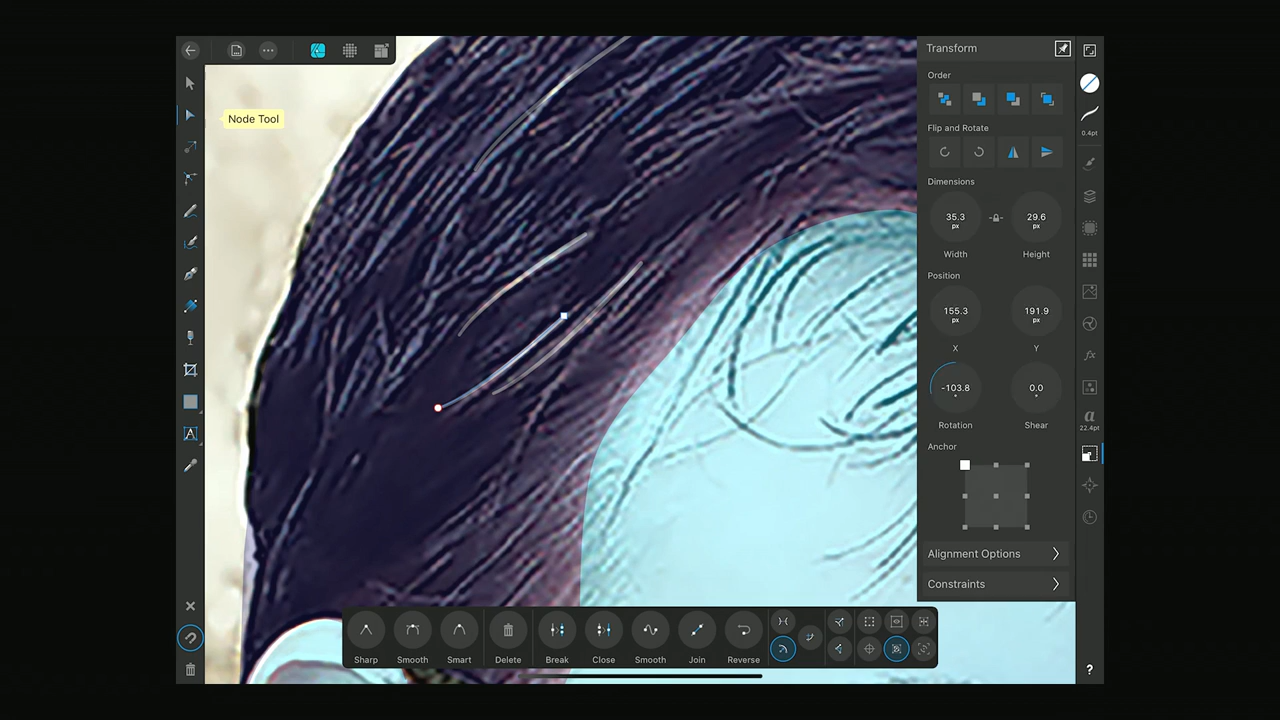 Transform
Order
Node Tool
0.4pt
Flip and Rotate
Dimensions
35.3 px
29.6 px
Width
Height
Position
155.3 px
191.9 px
X
Y
-103.8 °
0.0 °
fx
Rotation
Shear
a
22.4pt
Anchor
Alignment Options
Constraints
Sharp
Smooth
Smart
Delete
Break
Close
Smooth
Join
Reverse
?